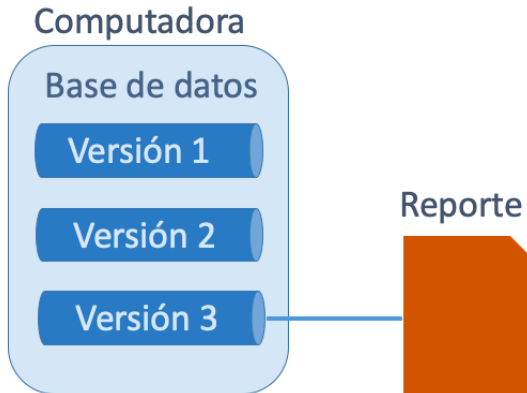 Computadora
Base de datos
Versión 1
Versión 2
Reporte
Versión 3